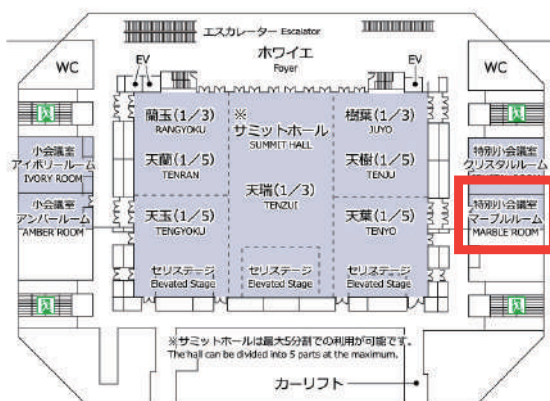 エスカレーター Escalator
ホワイエ
Foyer
WC
EV
EV
WC
蘭玉(1/3)
RANGYOKU
天蘭(1/5)
TENRAN
天玉(1/5)
TENGYOKU
セリステージ
Elevated Stage
※
サミットホール
SUMMIT HALL
天瑞(1/3)
TENZUI
セリステージ
Elevated Stage
樹葉(1/3)
JUYO
天樹(1/5)
TENJU
天葉(1/5)
TENYO
セリステージ
Elevated Stage
小会議室
アイボリールーム
IVORY ROOM
小会議室
アンバールーム
AMBER ROOM
特別小会議室
クリスタルルーム
特別小会議室
マーブルルーム
MARBLE ROOM
※サミットホールは最大5分割での利用が可能です。
The hall can be divided into 5 parts at the maximum.
カーリフト